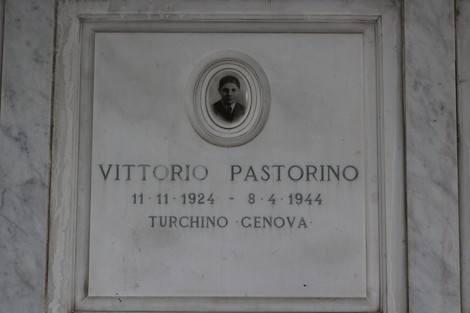 VITTORIO PASTORINO
11·11·1924 - 8·4·1944
TURCHINO·GENOVA·